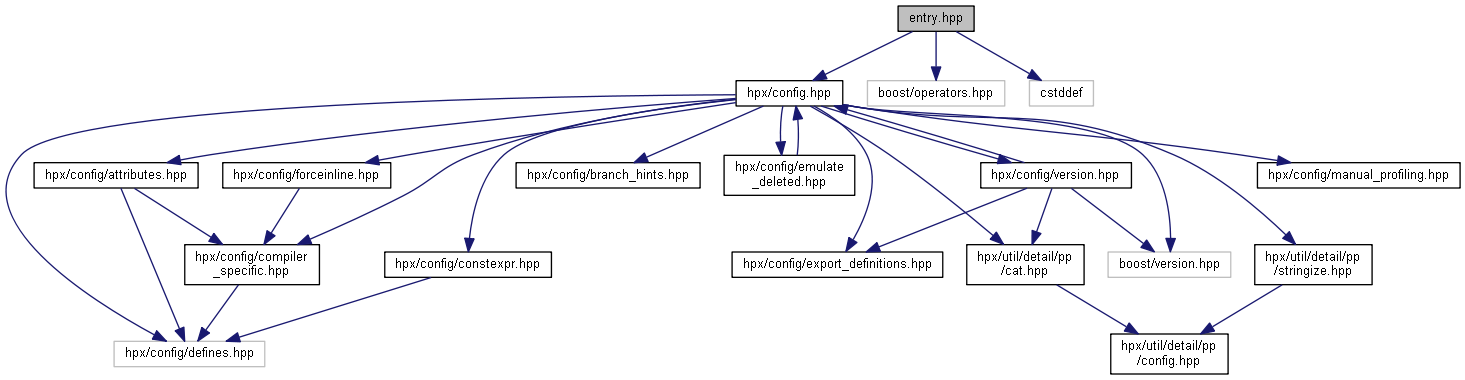 entry.hpp
hpx/config.hpp
boost/operators.hpp
cstddef
hpx/config/attributes.hpp
hpx/config/forceinline.hpp
hpx/config/branch_hints.hpp
hpx/config/emulate
_deleted.hpp
hpx/config/version.hpp
hpx/config/manual_profiling.hpp
hpx/config/compiler
_specific.hpp
hpx/config/constexpr.hpp
hpx/config/export_definitions.hpp
hpx/util/detail/pp
/cat.hpp
boost/version.hpp
hpx/util/detail/pp
/stringize.hpp
hpx/config/defines.hpp
hpx/util/detail/pp
/config.hpp